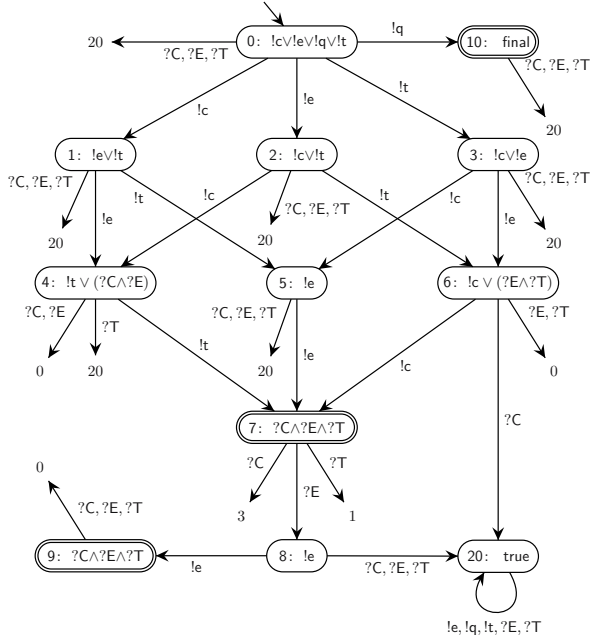 !q
20
0: !c∨!e∨!q∨!t
10: final
?C, ?E, ?T
?C, ?E, ?T
!c
!e
!t
20
1: !e∨!t
2: !c∨!t
3: !c∨!e
?C, ?E, ?T
!t
!c
!t
!c
?C, ?E, ?T
?C, ?E, ?T
!e
!e
20
20
20
4: !t ∨ (?C∧?E)
5: !e
6: !c ∨ (?E∧?T)
?C, ?E
?T
?C, ?E, ?T
?E, ?T
!t
!e
!c
0
20
20
0
7: ?C∧?E∧?T
?C
?C
?E
?T
0
3
1
?C, ?E, ?T
9: ?C∧?E∧?T
8: !e
20: true
!e
?C, ?E, ?T
!e, !q, !t, ?E, ?T